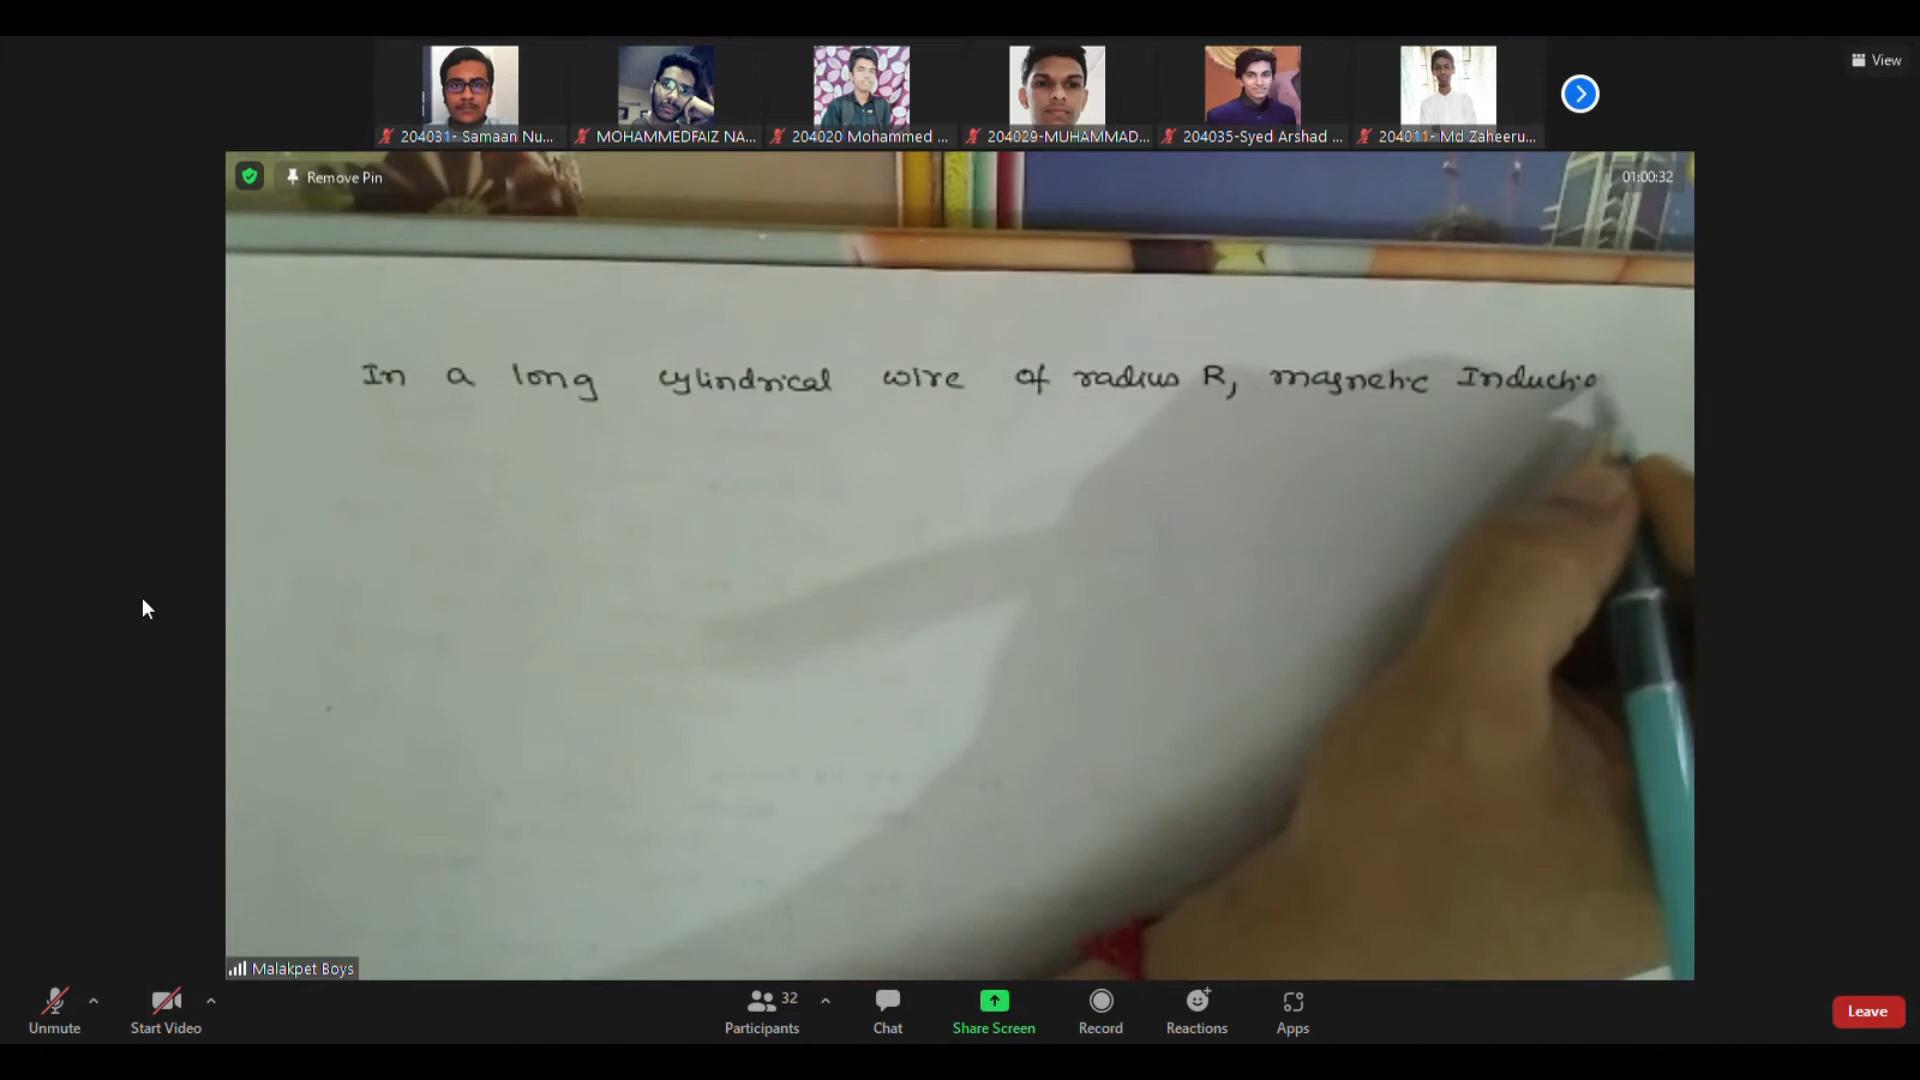 View
204031- Samaan Nu...
MOHAMMEDFAIZ NA...
204020 Mohammed ...
204029-MUHAMMAD...
204035-Syed Arshad ...
204011- Md Zaheeru...
Remove Pin
01:00:32
In a long cylindrical wire of radius R, magnetic Inductio
Malakpet Boys
Unmute
Start Video
32
Participants
Chat
Share Screen
Record
Reactions
Apps
Leave